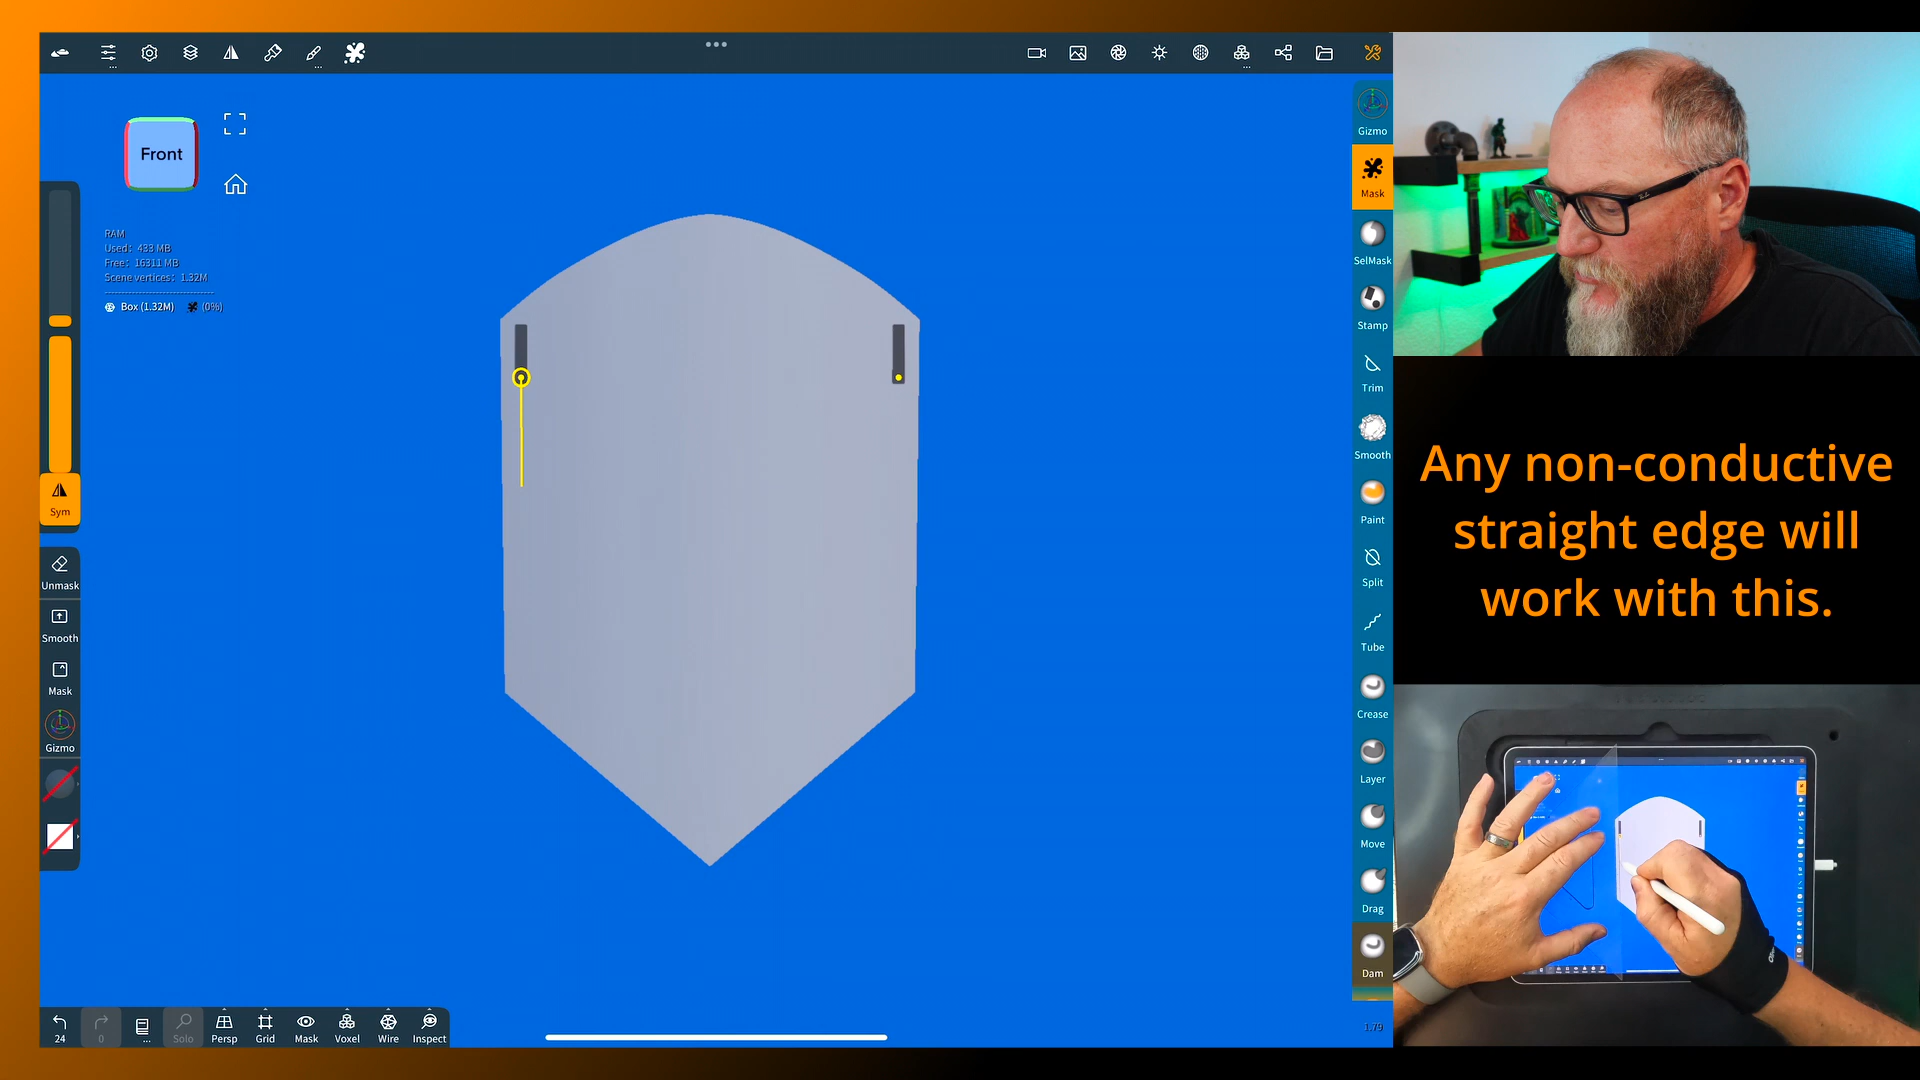 Front
RAM
Used: 433 MB
Free: 16311 MB
Scene vertices: 1.32M
Box (1.32M) (0%)
Sym
Unmask
Smooth
Mask
Gizmo
Gizmo
Mask
SelMask
Stamp
Trim
Smooth
Paint
Split
Tube
Crease
Layer
Move
Drag
Dam
1.79
24
0
Solo
Persp
Grid
Mask
Voxel
Wire
Inspect
Any non-conductive
straight edge will
work with this.